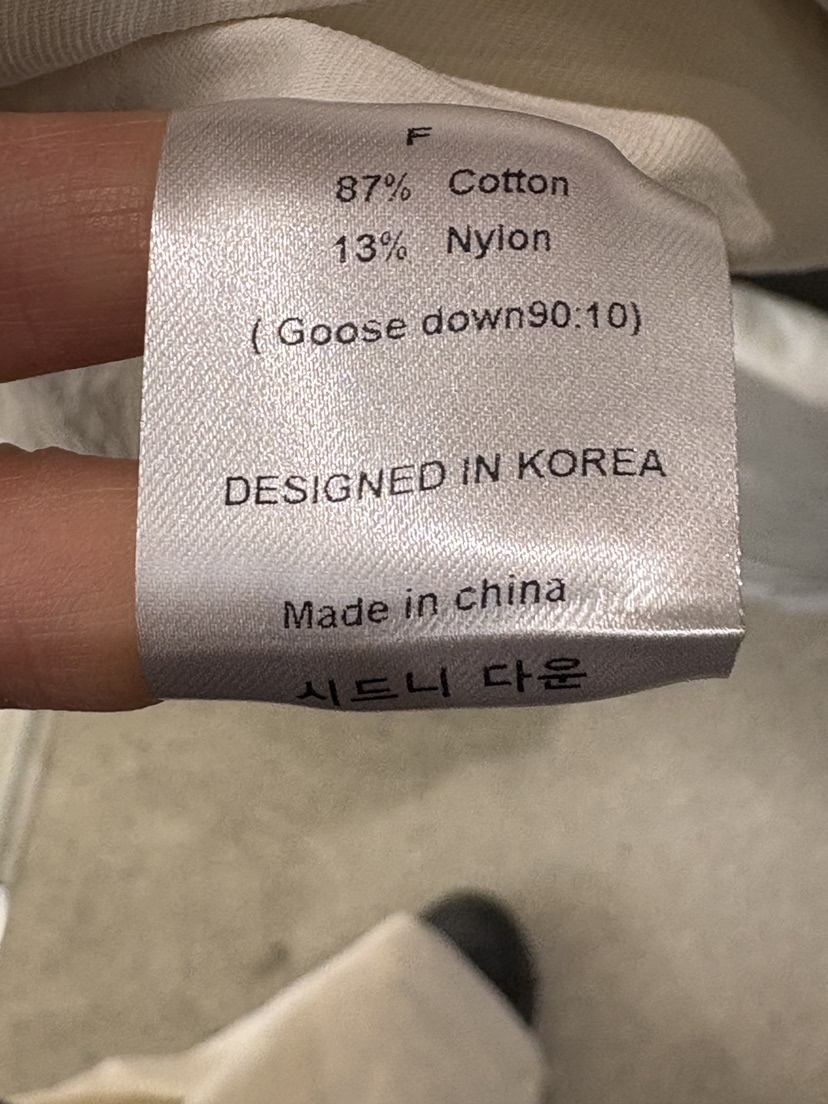 F
87% Cotton
13% Nylon
( Goose down90:10)
DESIGNED IN KOREA
Made in china
시드니 다운